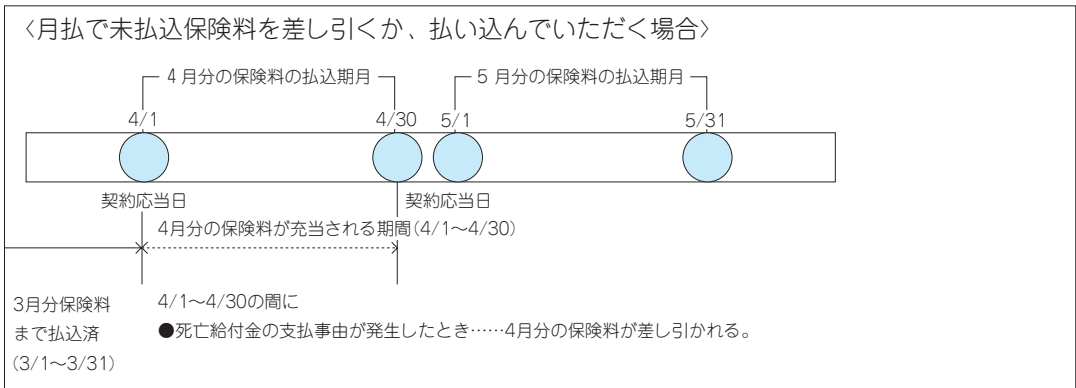 〈月払で未払込保険料を差し引くか、払い込んでいただく場合〉
4月分の保険料の払込期月
5月分の保険料の払込期月
4/1
4/30
5/1
5/31
契約応当日
契約応当日
4月分の保険料が充当される期間(4/1〜4/30)
3月分保険料
まで払込済
(3/1〜3/31)
4/1〜4/30の間に
●死亡給付金の支払事由が発生したとき……4月分の保険料が差し引かれる。